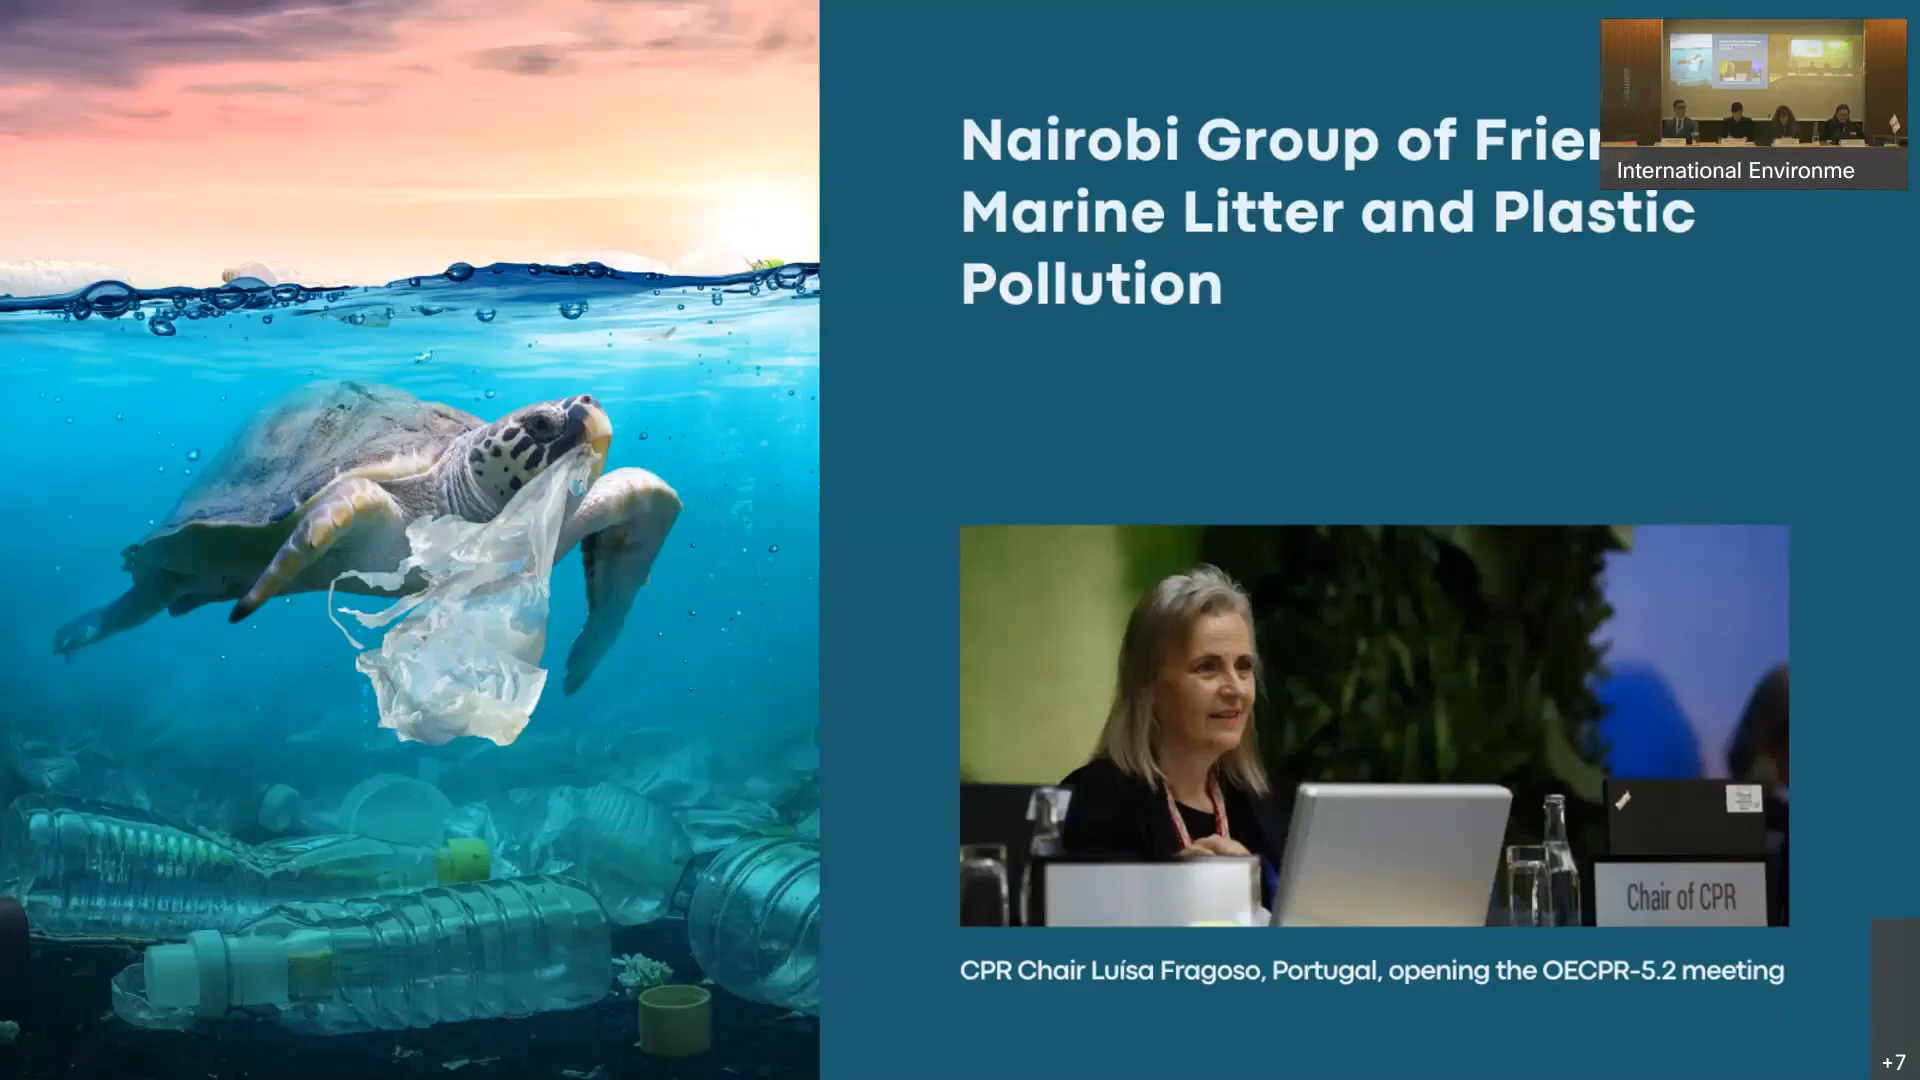 Nairobi Group of Frien
Marine Litter and Plastic
Pollution
International Environme
Chair of CPR
CPR Chair Luísa Fragoso, Portugal, opening the OECPR-5.2 meeting
+7